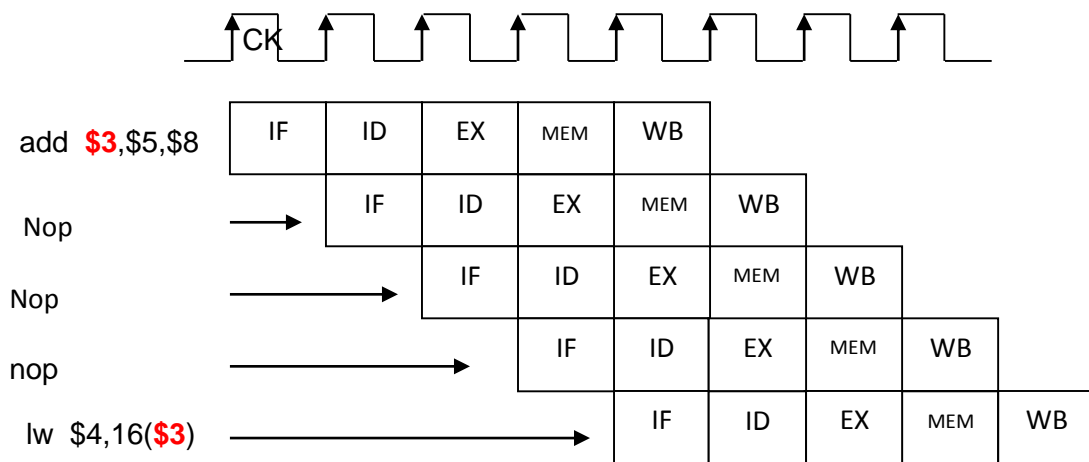 CK
add $3,$5,$8 IF ID EX MEM WB
Nop IF ID EX MEM WB
Nop IF ID EX MEM WB
nop IF ID EX MEM WB
lw $4,16($3) IF ID EX MEM WB